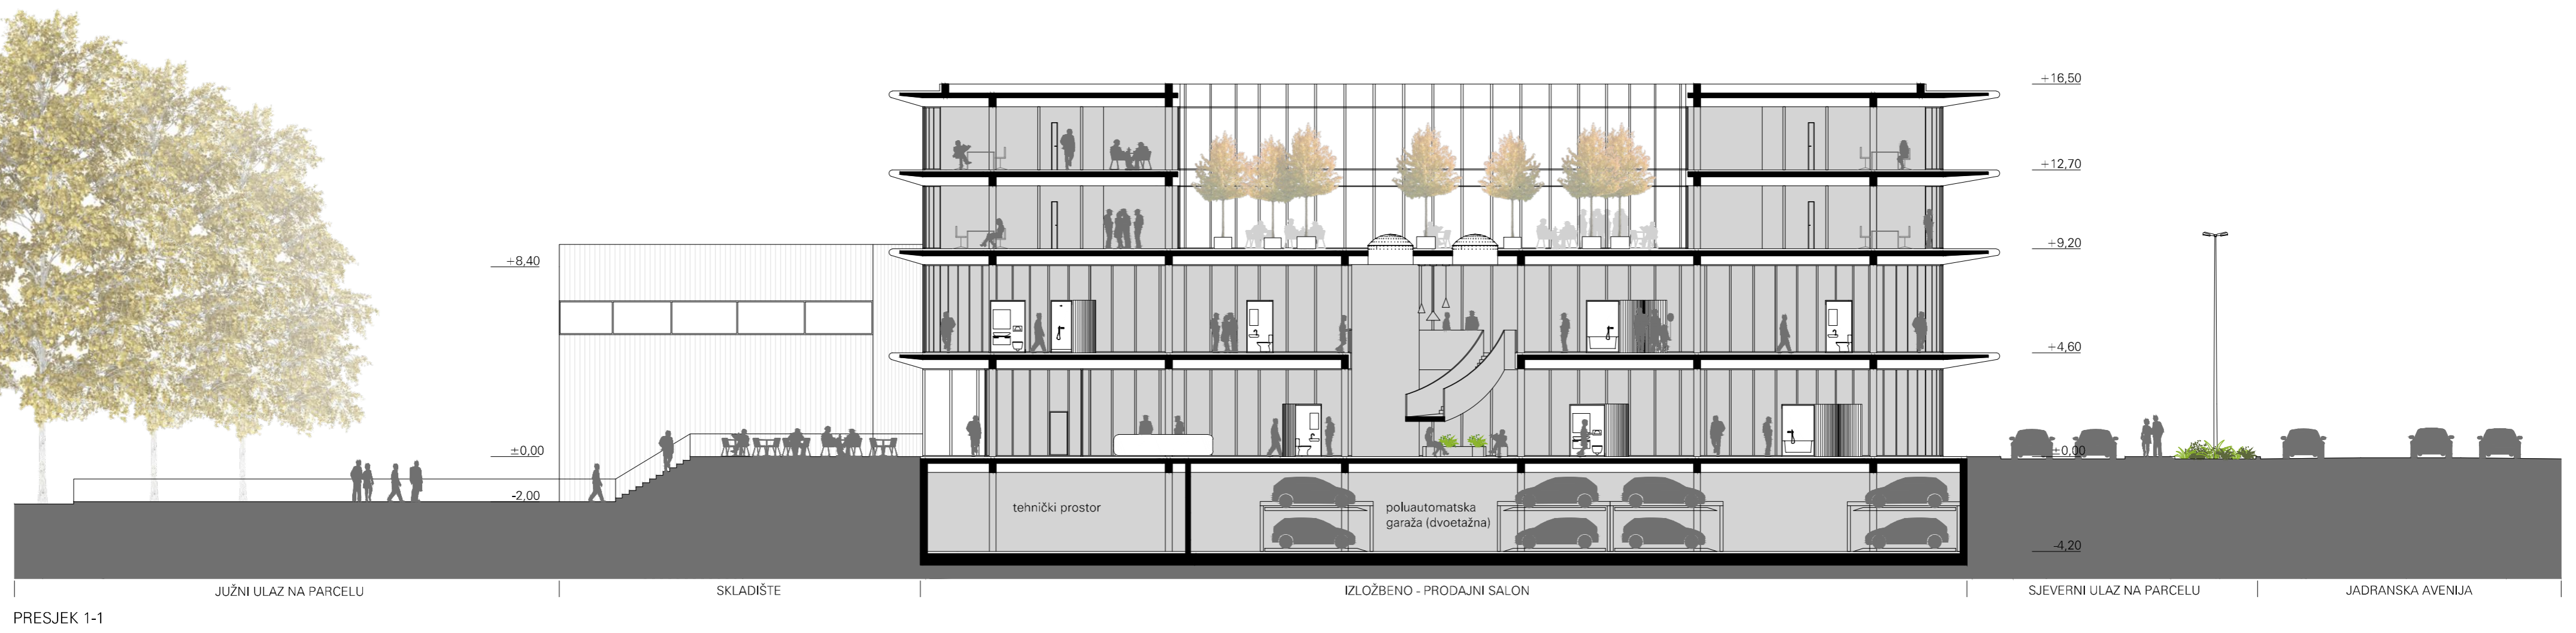 +16,50
+12,70
+9,20
+8,40
+4,60
±0,00
±0,00
-2,00
tehnički prostor
poluautomatska
garaža (dvoetažna)
-4,20
JUŽNI ULAZ NA PARCELU
SKLADIŠTE
IZLOŽBENO - PRODAJNI SALON
SJEVERNI ULAZ NA PARCELU
JADRANSKA AVENIJA
PRESJEK 1-1